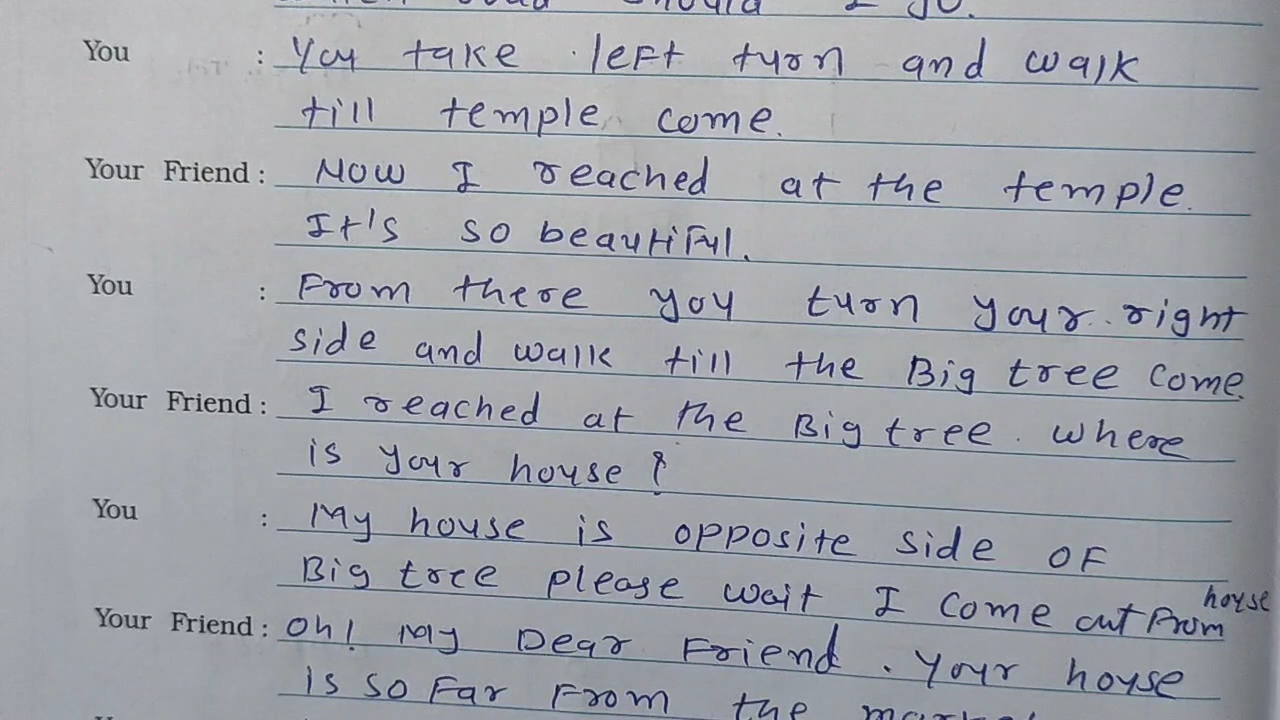 should I go.
You : You take left turn and walk
till temple come.
Your Friend : Now I reached at the temple.
It's so beautiful.
You : From there you turn your right
side and walk till the Big tree come.
Your Friend : I reached at the Big tree. where
is your house ?
You : My house is opposite side OF
Big tree please wait I come out From house
Your Friend : Oh! My Dear Friend. Your house
is so Far From the